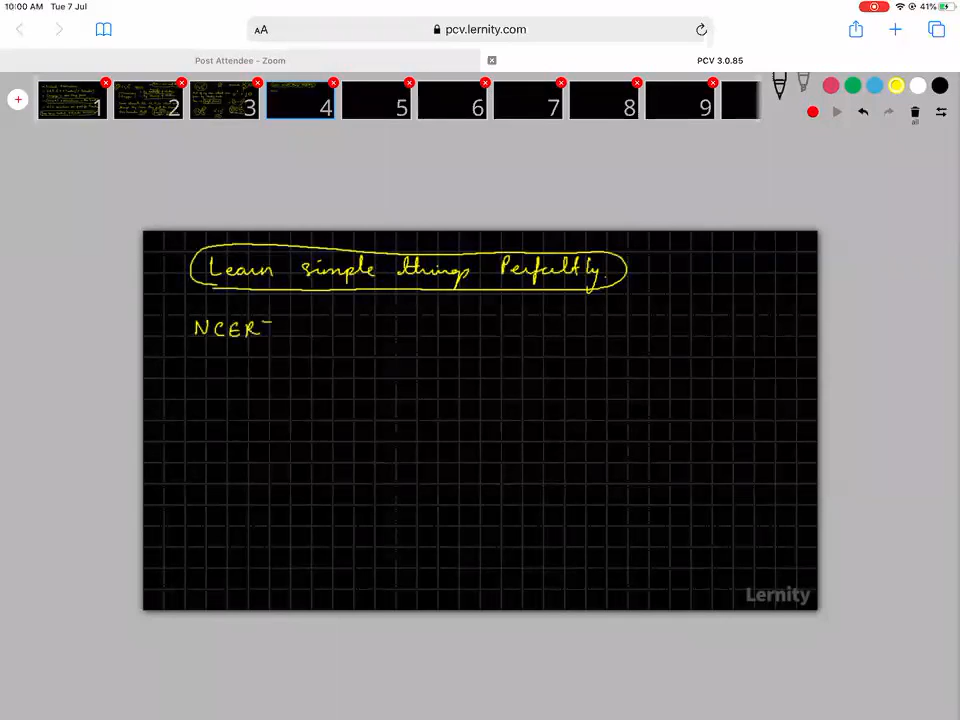 10:00 AM Tue 7 Jul
41%
AA
pcv.lernity.com
Post Attendee - Zoom
PCV 3.0.85
1 2 3 4 5 6 7 8 9
all
Learn simple things Perfectly.
NCER
Lernity